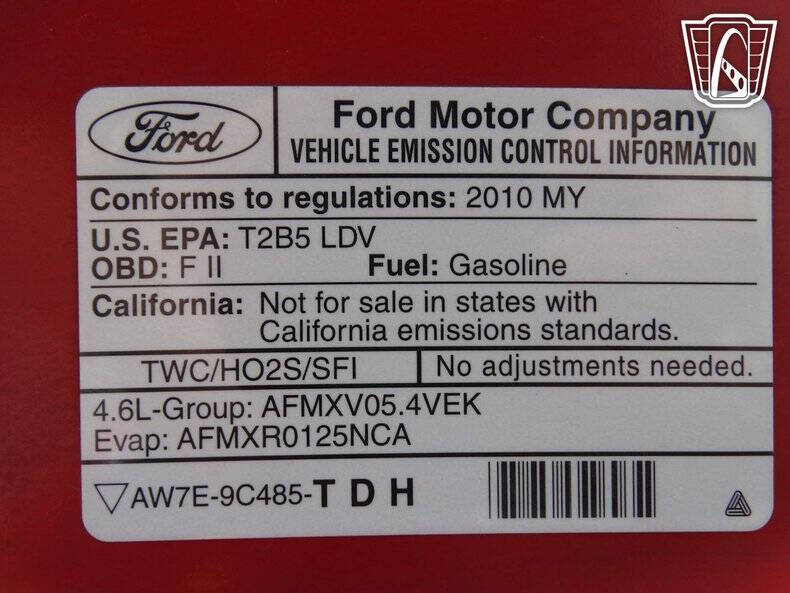 Ford
Ford Motor Company
VEHICLE EMISSION CONTROL INFORMATION
Conforms to regulations: 2010 MY
U.S. EPA: T2B5 LDV
OBD: F II Fuel: Gasoline
California: Not for sale in states with
California emissions standards.
TWC/HO2S/SFI No adjustments needed.
4.6L-Group: AFMXV05.4VEK
Evap: AFMXR0125NCA
AW7E-9C485-T D H